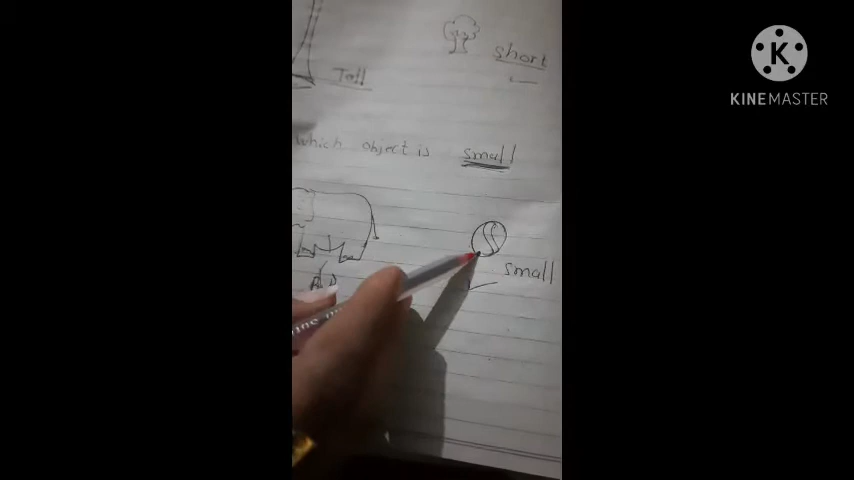 short
Tall
which object is small
small
K
KINEMASTER